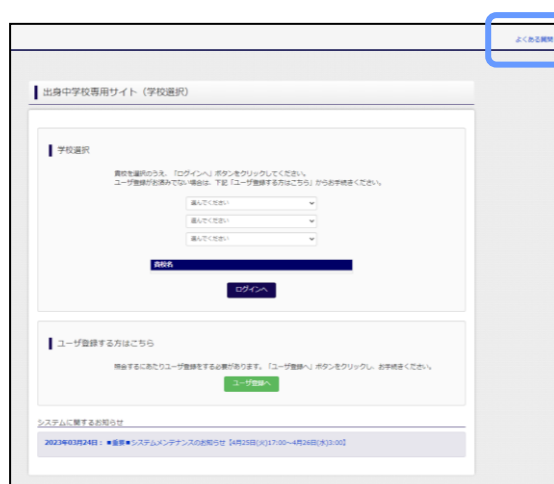 よくある質問
出身中学校専用サイト（学校選択）
学校選択
貴校を選択のうえ、「ログインへ」ボタンをクリックしてください。
ユーザ登録がお済みでない場合は、下記「ユーザ登録する方はこちら」からお手続きください。
選んでください
選んでください
選んでください
高校名
ログインへ
ユーザ登録する方はこちら
照会するにあたりユーザ登録をする必要があります。「ユーザ登録へ」ボタンをクリックし、お手続きください。
ユーザ登録へ
システムに関するお知らせ
2023年03月24日： ■重要■システムメンテナンスのお知らせ【4月25日(火)17:00～4月26日(水)3:00】